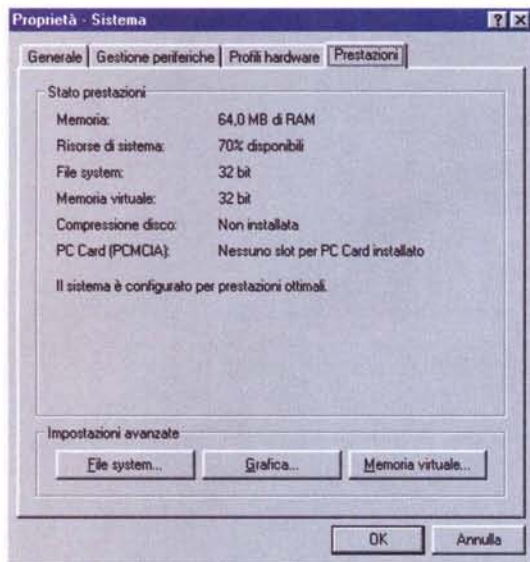 Proprietà - Sistema
Generale Gestione periferiche Profili hardware Prestazioni
Stato prestazioni
Memoria: 64,0 MB di RAM
Risorse di sistema: 70% disponibili
File system: 32 bit
Memoria virtuale: 32 bit
Compressione disco: Non installata
PC Card (PCMCIA): Nessuno slot per PC Card installato
Il sistema è configurato per prestazioni ottimali.
Impostazioni avanzate
File system... Grafica... Memoria virtuale...
OK Annulla